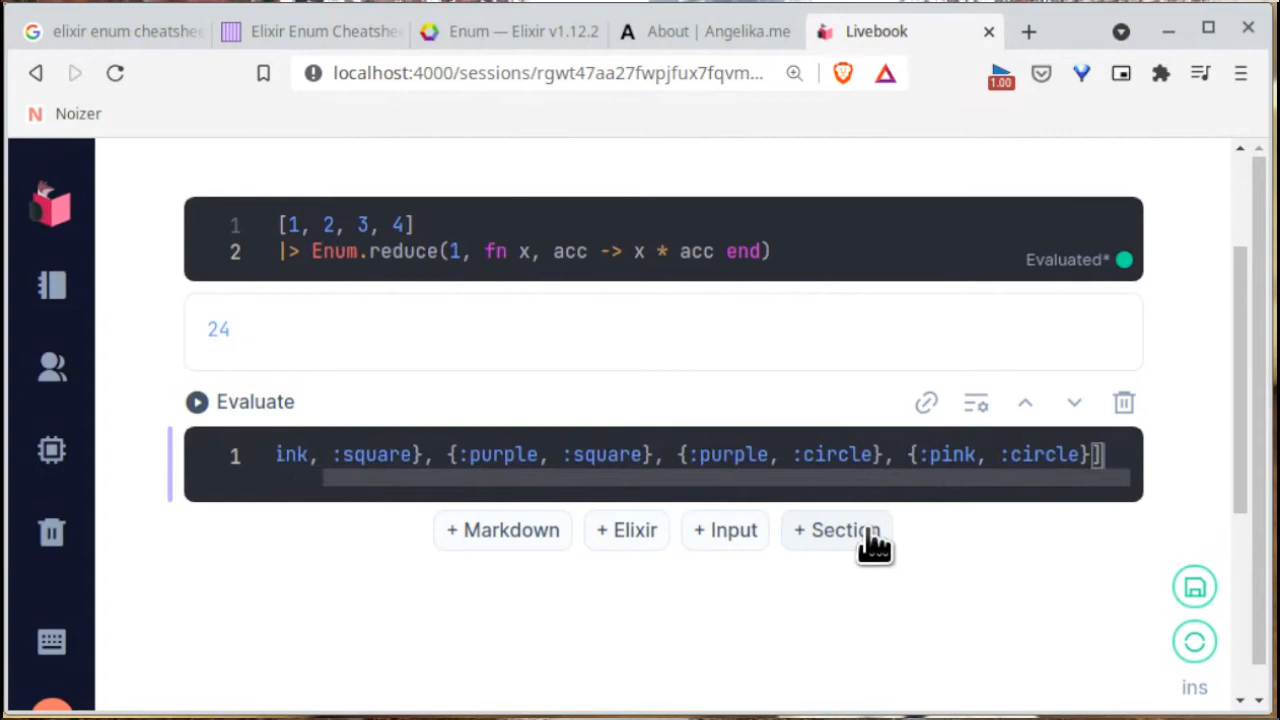 elixir enum cheatshe
Elixir Enum Cheatshe
Enum — Elixir v1.12.2
A
About | Angelika.me
Livebook
localhost:4000/sessions/rgwt47aa27fwpjfux7fqvm...
1.00
N Noizer
1 [1, 2, 3, 4]
2 |> Enum.reduce(1, fn x, acc -> x * acc end)
Evaluated*
24
Evaluate
1 ink, :square}, {:purple, :square}, {:purple, :circle}, {:pink, :circle}]
+ Markdown
+ Elixir
+ Input
+ Section
ins